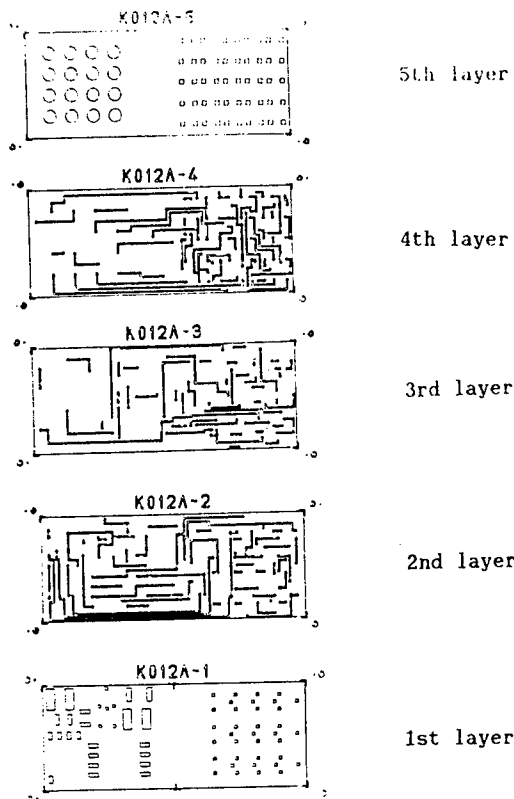 K012A-5
5th layer
K012A-4
4th layer
K012A-3
3rd layer
K012A-2
2nd layer
K012A-1
1st layer